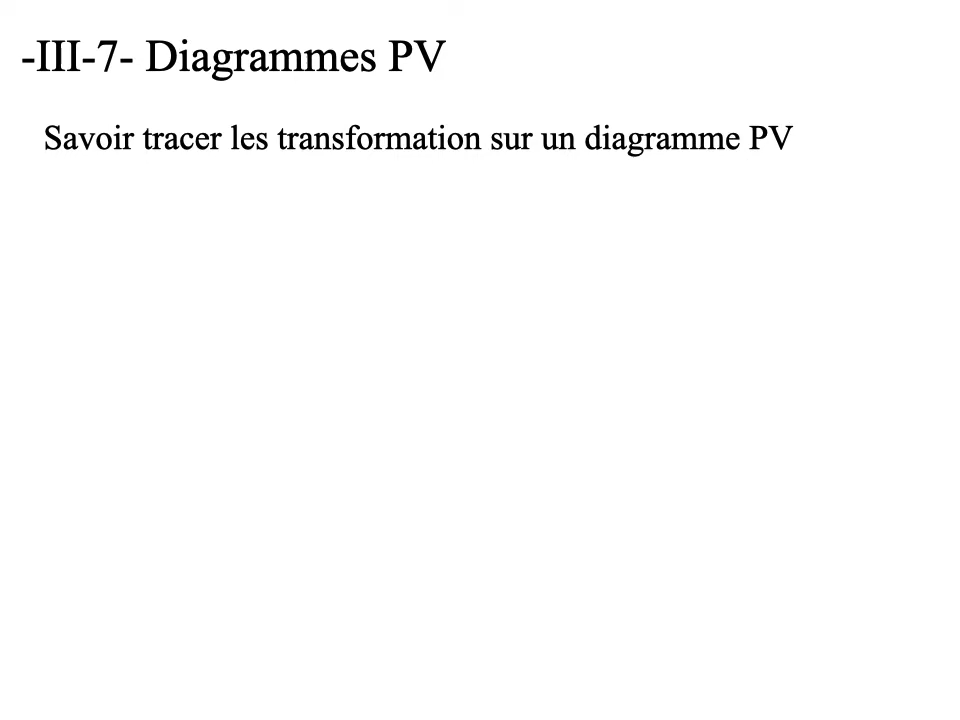 -III-7- Diagrammes PV
Savoir tracer les transformation sur un diagramme PV